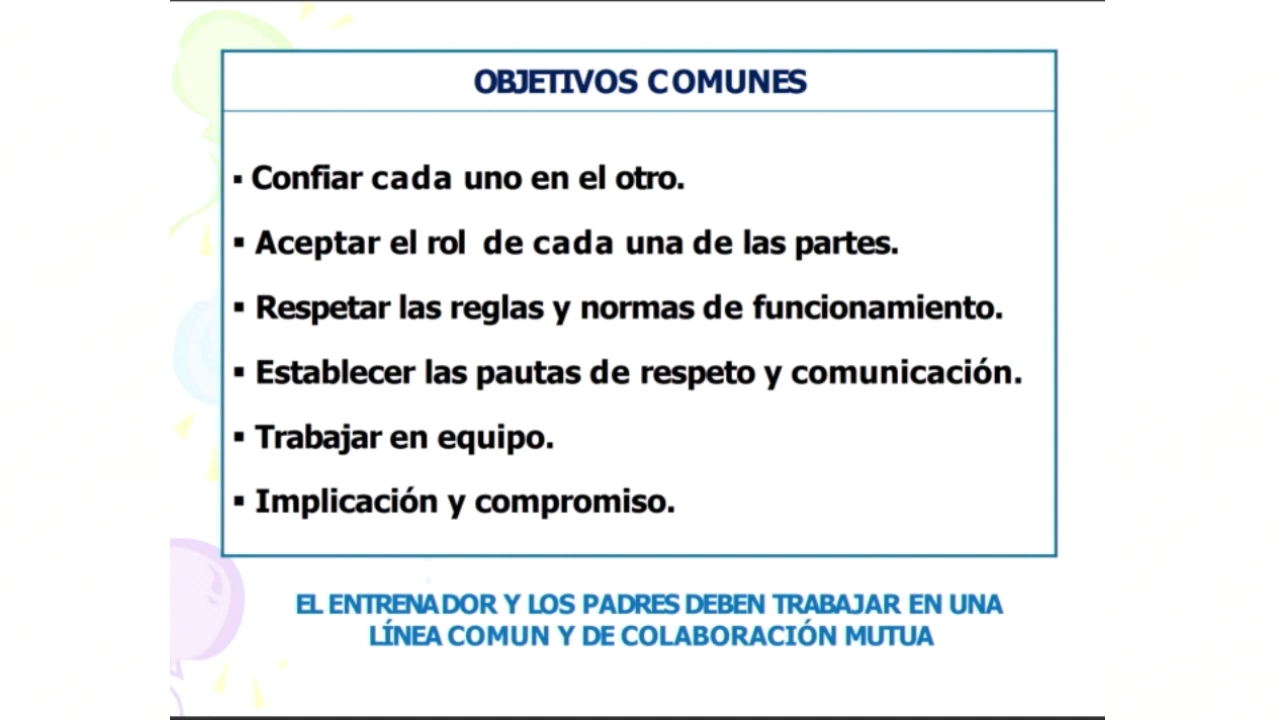 OBJETIVOS COMUNES
▪ Confiar cada uno en el otro.
▪ Aceptar el rol de cada una de las partes.
▪ Respetar las reglas y normas de funcionamiento.
▪ Establecer las pautas de respeto y comunicación.
▪ Trabajar en equipo.
▪ Implicación y compromiso.
EL ENTRENADOR Y LOS PADRES DEBEN TRABAJAR EN UNA
LÍNEA COMUN Y DE COLABORACIÓN MUTUA